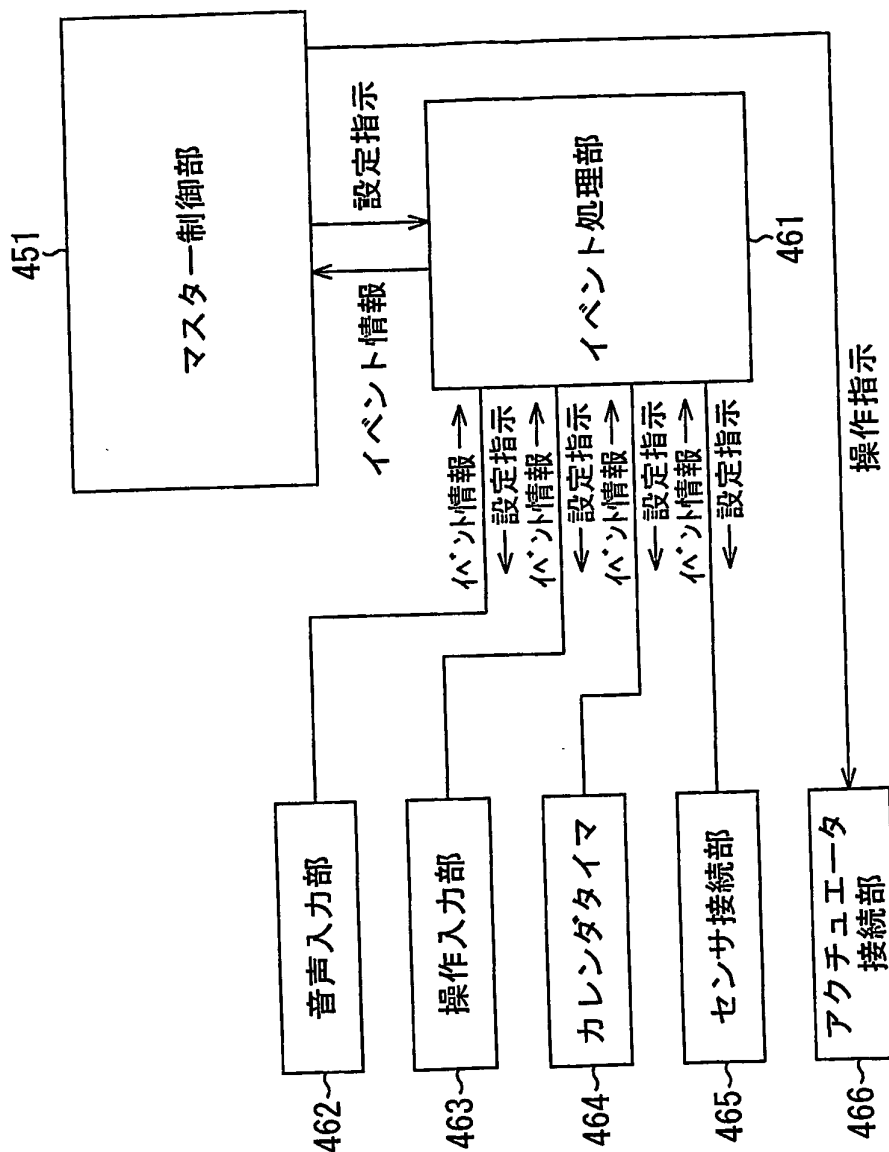 451
マスター制御部
イベント情報
設定指示
イベント処理部
461
イベント情報→
←設定指示
イベント情報→
←設定指示
イベント情報→
←設定指示
イベント情報→
←設定指示
操作指示
音声入力部
462
操作入力部
463
カレンダタイマ
464
センサ接続部
465
アクチュエータ
接続部
466